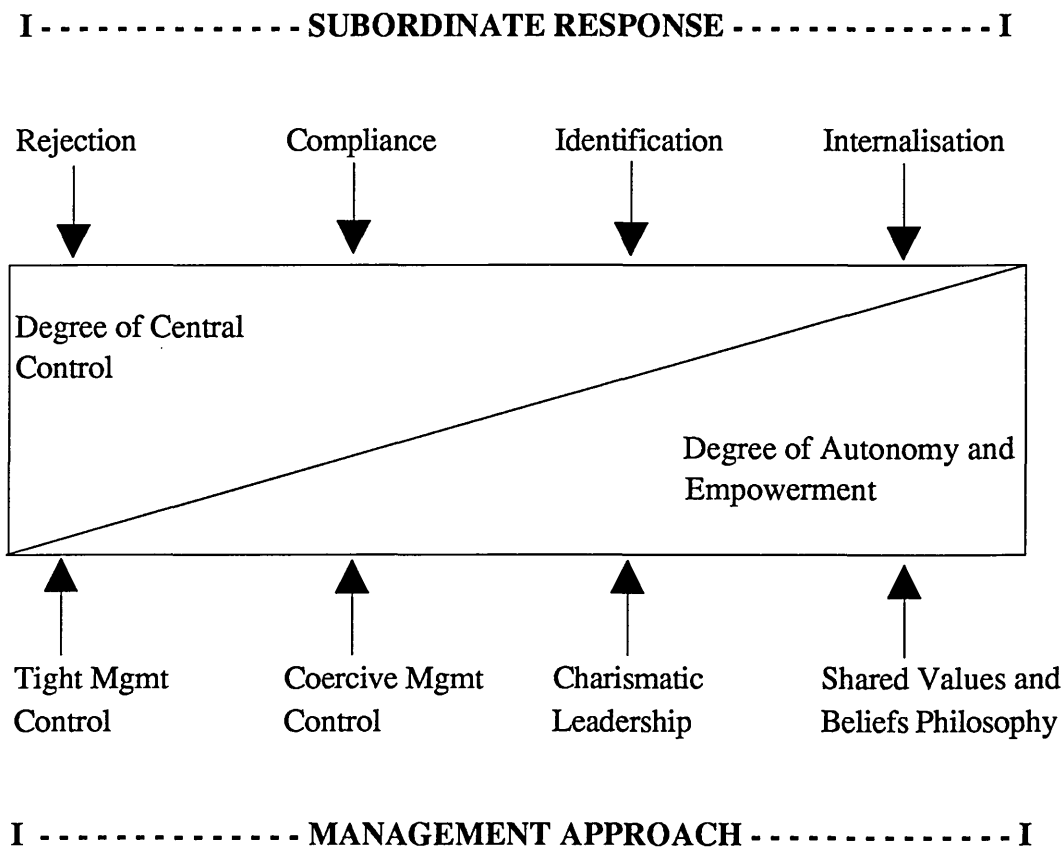 I - - - - - - - - - - - - - - SUBORDINATE RESPONSE - - - - - - - - - - - - - - I
Rejection Compliance Identification Internalisation
Degree of Central
Control
Degree of Autonomy and
Empowerment
Tight Mgmt Coercive Mgmt Charismatic Shared Values and
Control Control Leadership Beliefs Philosophy
I - - - - - - - - - - - - - - MANAGEMENT APPROACH - - - - - - - - - - - - - - I